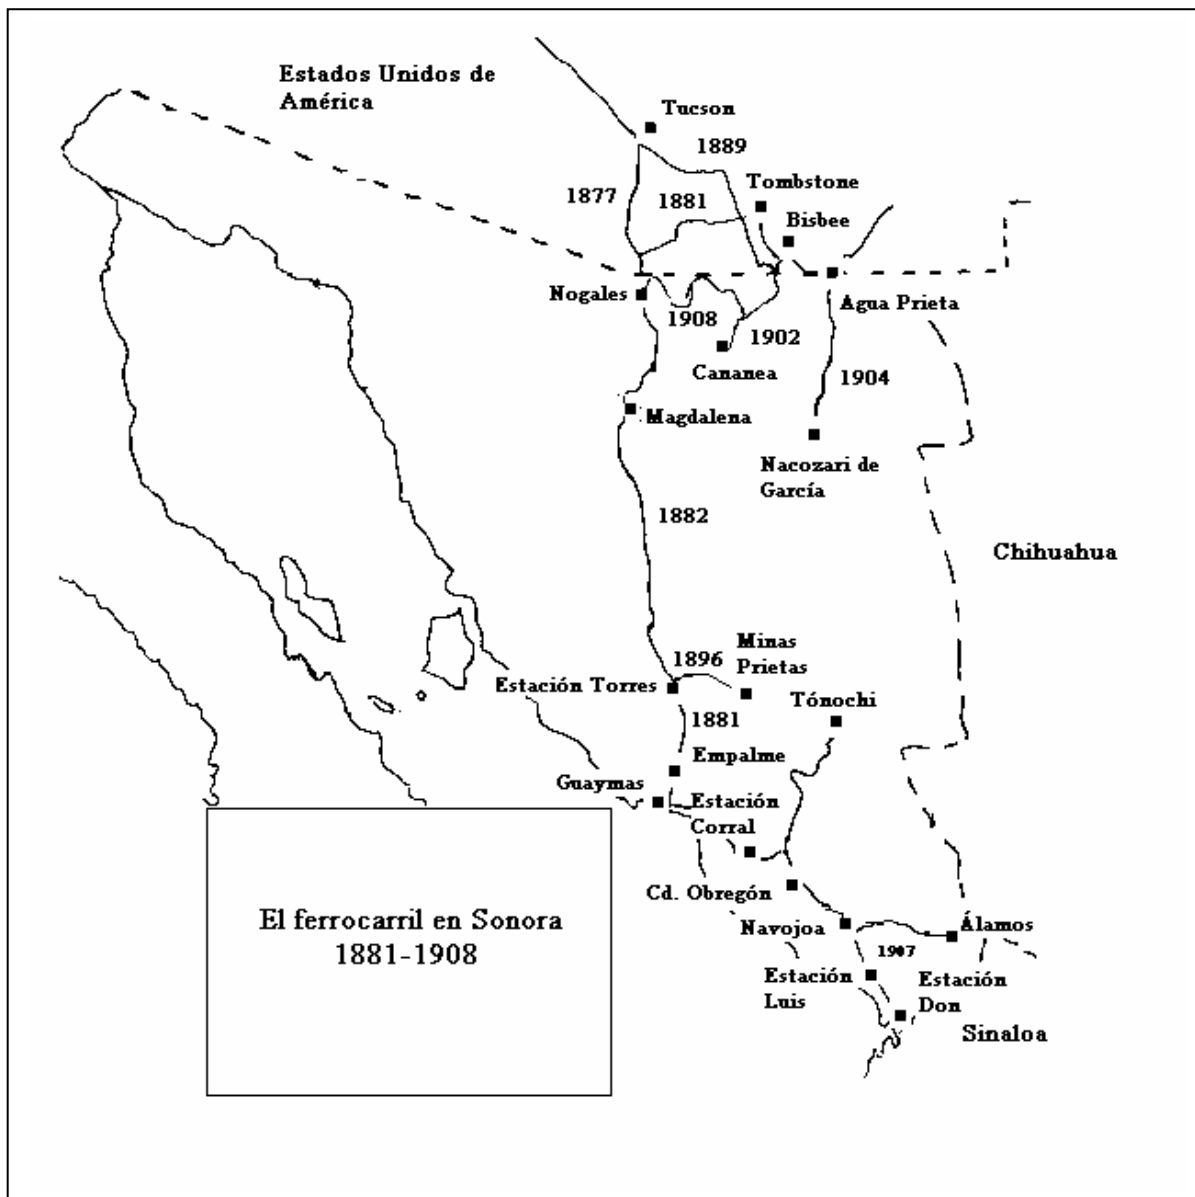 Estados Unidos de
América
Tucson
1889
Tombstone
1877
1881
Bisbee
Nogales
Agua Prieta
1908
1902
Cananea
1904
Magdalena
Nacozari de
García
1882
Chihuahua
Minas
Prietas
1896
Estación Torres
Tónochi
1881
Empalme
Guaymas
Estación
Corral
Cd. Obregón
Navojoa
Álamos
1907
Estación
Luis
Estación
Don
Sinaloa
El ferrocarril en Sonora
1881-1908